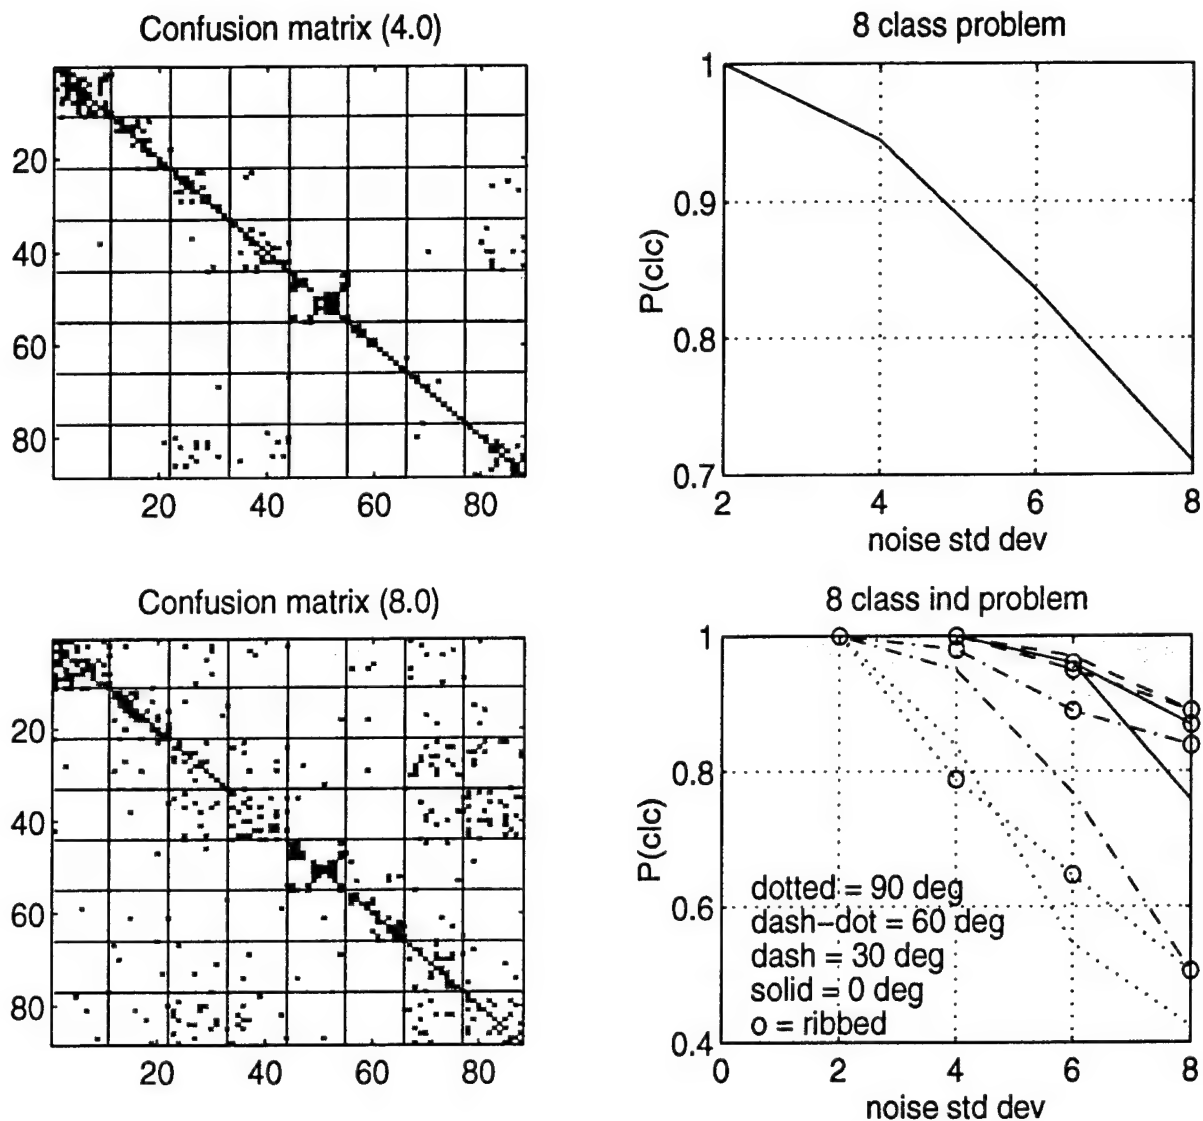 Confusion matrix (4.0)
20
40
60
80
20 40 60 80
8 class problem
1
0.9
0.8
0.7
P(c|c)
2 4 6 8
noise std dev
Confusion matrix (8.0)
20
40
60
80
20 40 60 80
8 class ind problem
1
0.8
0.6
0.4
P(c|c)
dotted = 90 deg
dash-dot = 60 deg
dash = 30 deg
solid = 0 deg
o = ribbed
0 2 4 6 8
noise std dev